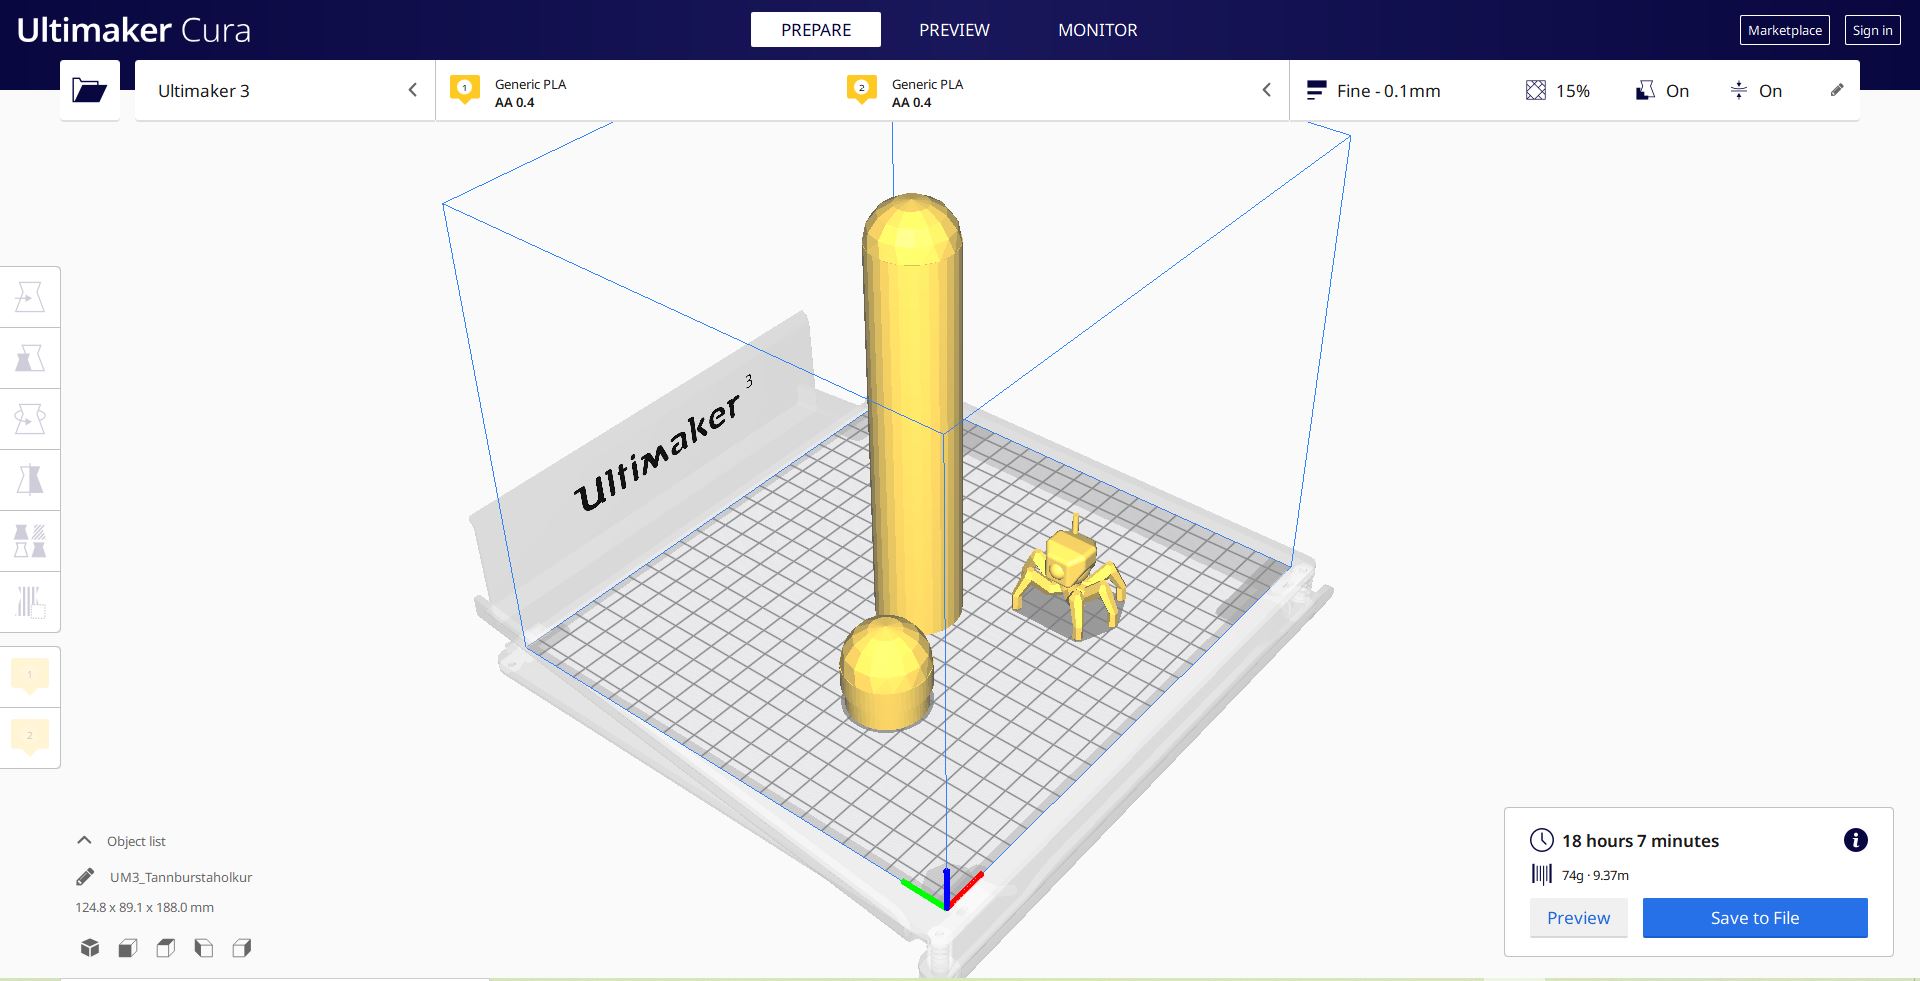 Ultimaker Cura
PREPARE
PREVIEW
MONITOR
Marketplace
Sign in
Ultimaker 3
1
Generic PLA
AA 0.4
2
Generic PLA
AA 0.4
Fine - 0.1mm
15%
On
On
Ultimaker 3
1
2
Object list
UM3_Tannburstaholkur
124.8 x 89.1 x 188.0 mm
18 hours 7 minutes
i
74g · 9.37m
Preview
Save to File